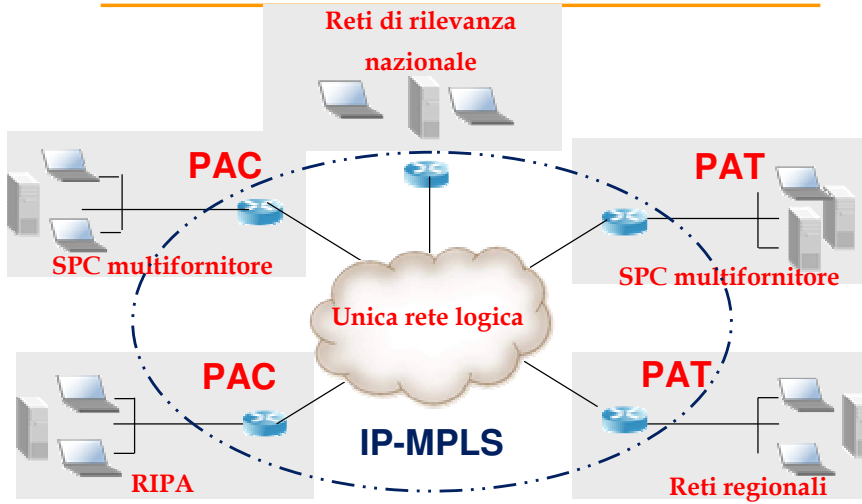 Reti di rilevanza
nazionale
PAC
PAT
SPC multifornitore
SPC multifornitore
Unica rete logica
PAC
PAT
IP-MPLS
RIPA
Reti regionali